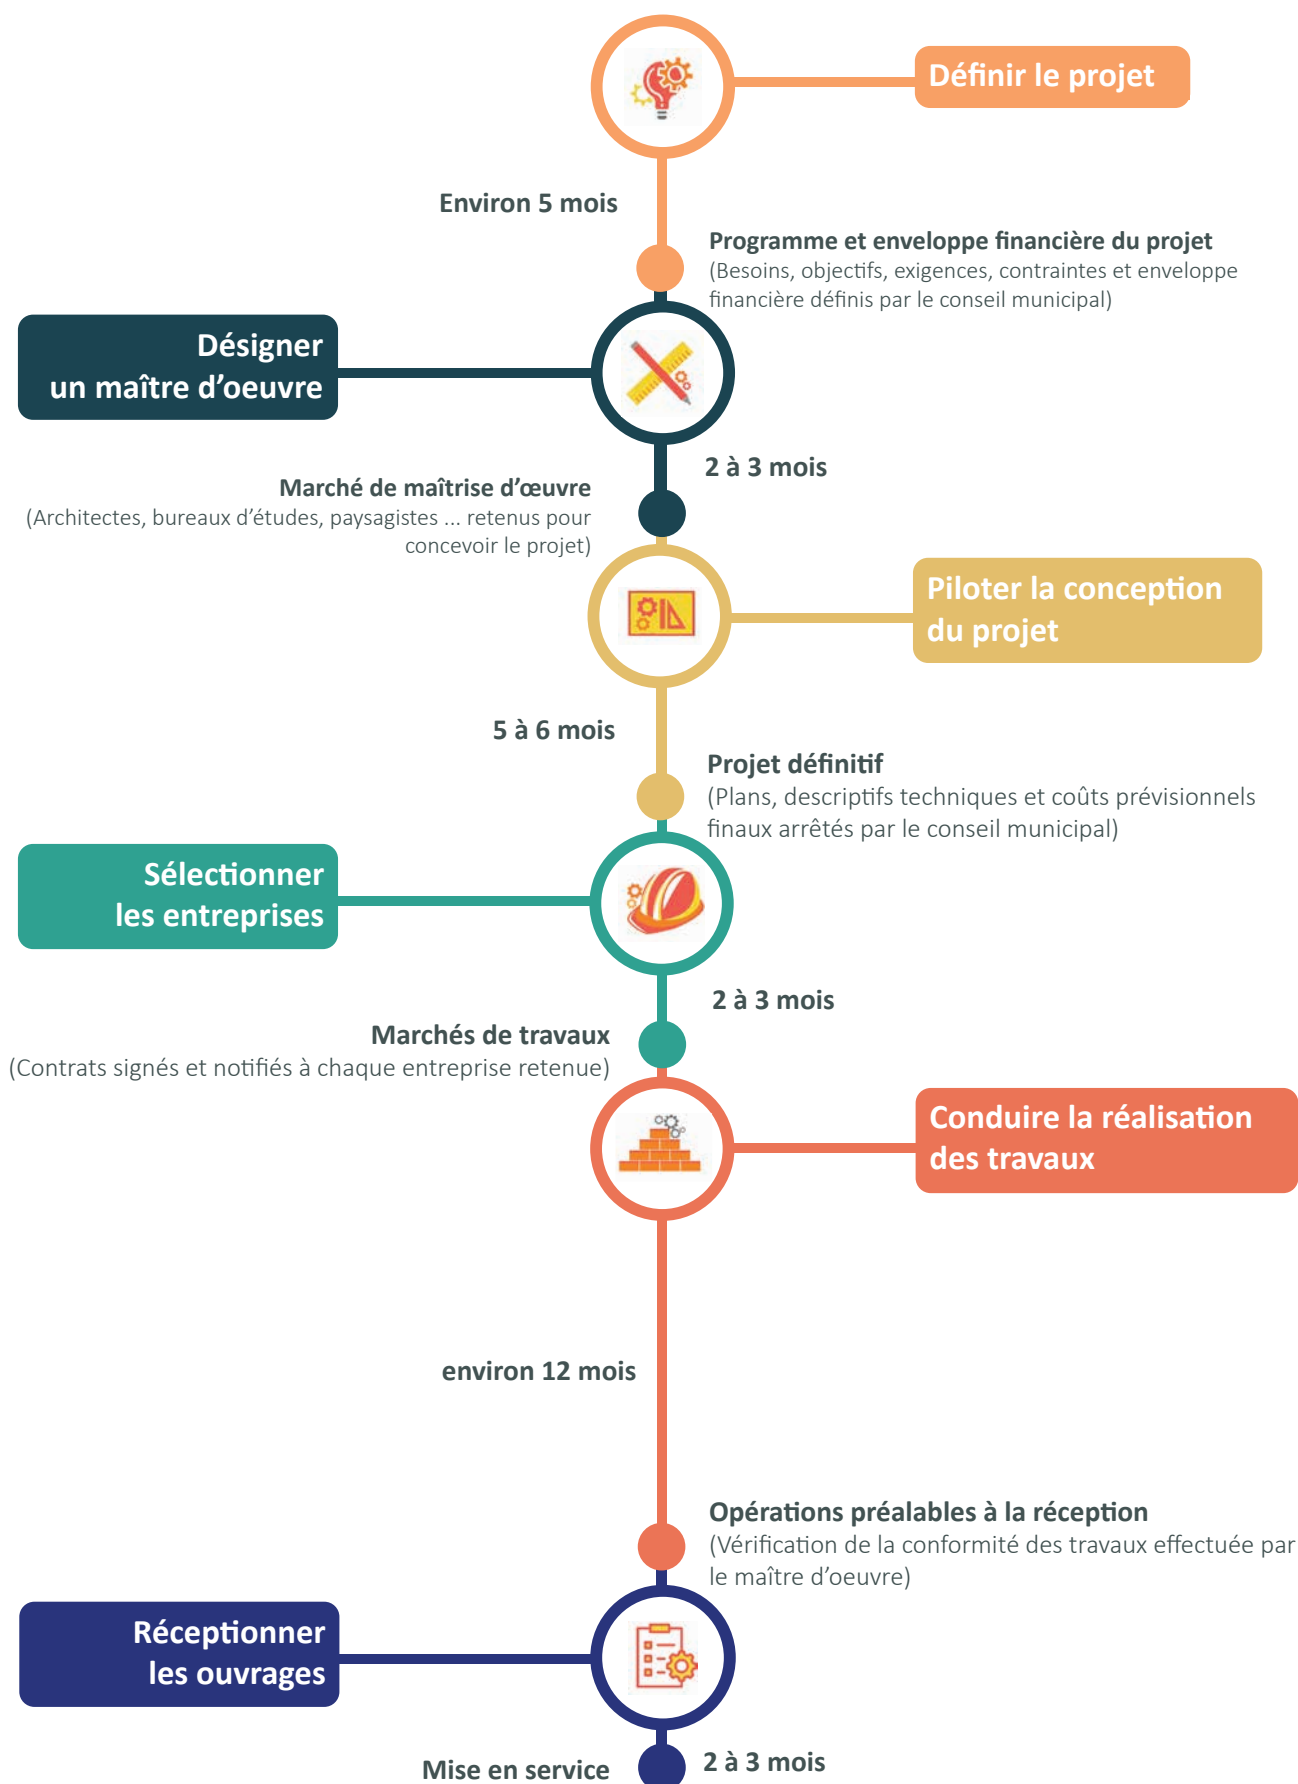 Définir le projet
Environ 5 mois
Programme et enveloppe financière du projet
(Besoins, objectifs, exigences, contraintes et enveloppe
financière définis par le conseil municipal)
Désigner
un maître d'oeuvre
2 à 3 mois
Marché de maîtrise d'œuvre
(Architectes, bureaux d'études, paysagistes ... retenus pour
concevoir le projet)
Piloter la conception
du projet
5 à 6 mois
Projet définitif
(Plans, descriptifs techniques et coûts prévisionnels
finaux arrêtés par le conseil municipal)
Sélectionner
les entreprises
2 à 3 mois
Marchés de travaux
(Contrats signés et notifiés à chaque entreprise retenue)
Conduire la réalisation
des travaux
environ 12 mois
Opérations préalables à la réception
(Vérification de la conformité des travaux effectuée par
le maître d'oeuvre)
Réceptionner
les ouvrages
2 à 3 mois
Mise en service